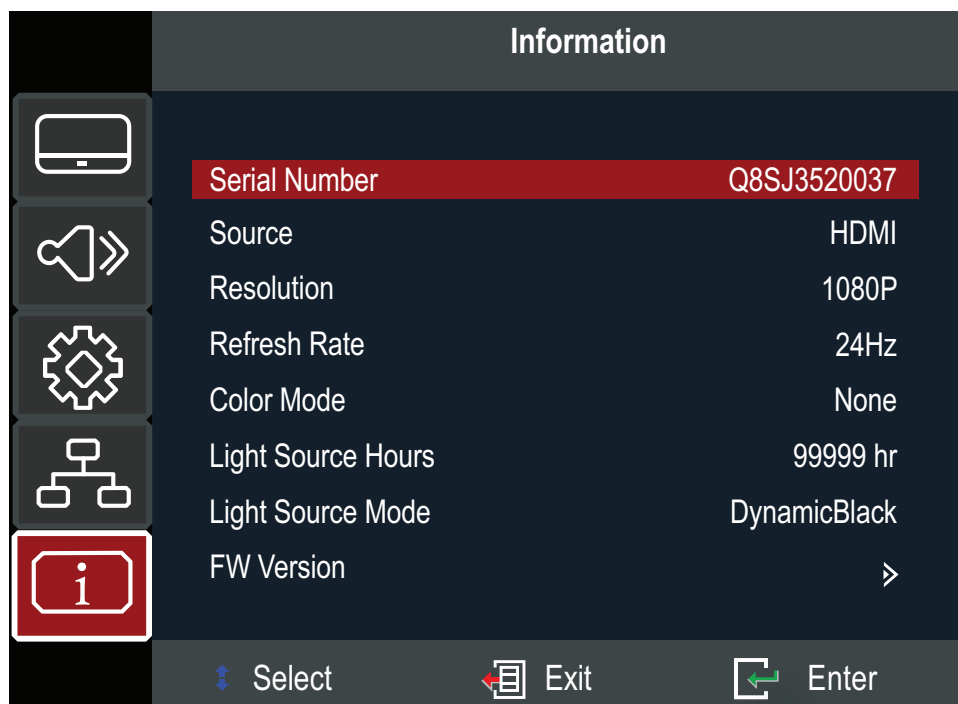 Information
Serial Number Q8SJ3520037
Source HDMI
Resolution 1080P
Refresh Rate 24Hz
Color Mode None
Light Source Hours 99999 hr
Light Source Mode DynamicBlack
FW Version
i
Select Exit Enter